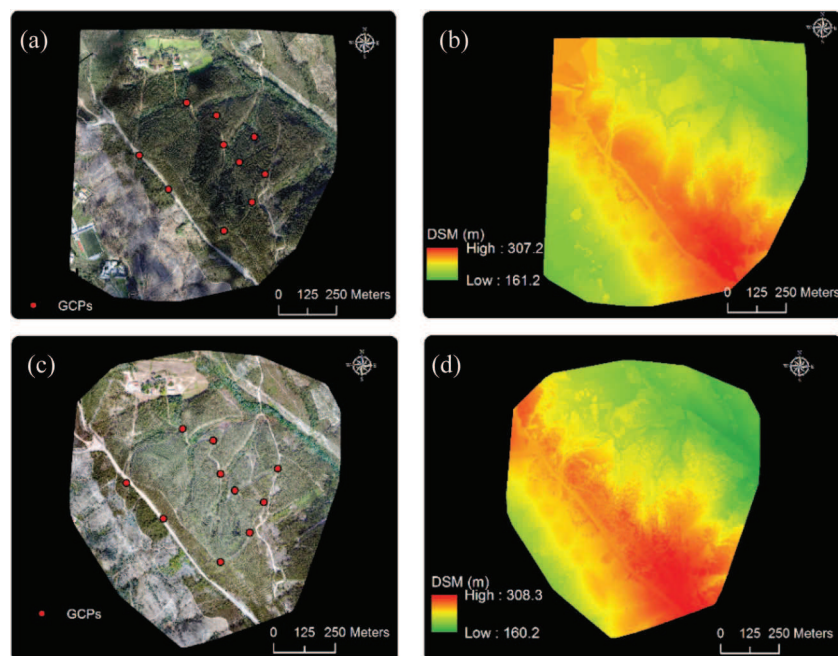 (a)
GCPs
0 125 250 Meters
(b)
DSM (m)
High : 307.2
Low : 161.2
0 125 250 Meters
(c)
GCPs
0 125 250 Meters
(d)
DSM (m)
High : 308.3
Low : 160.2
0 125 250 Meters